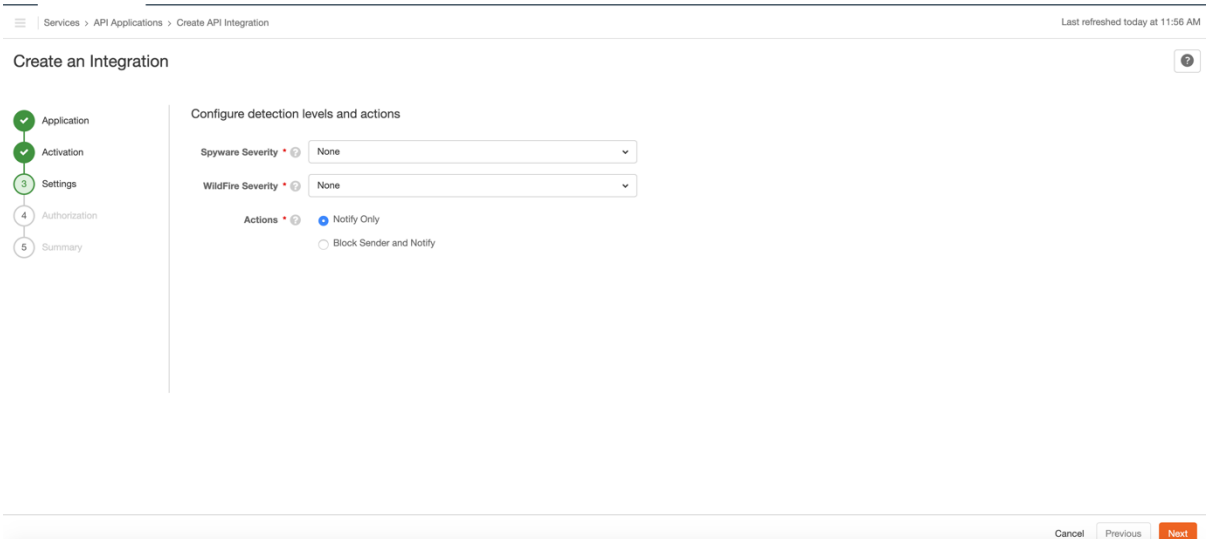 Services > API Applications > Create API Integration
Last refreshed today at 11:56 AM
Create an Integration
?
Application
Activation
3 Settings
4 Authorization
5 Summary
Configure detection levels and actions
Spyware Severity * ? None
WildFire Severity * ? None
Actions * ? Notify Only
Block Sender and Notify
Cancel Previous Next